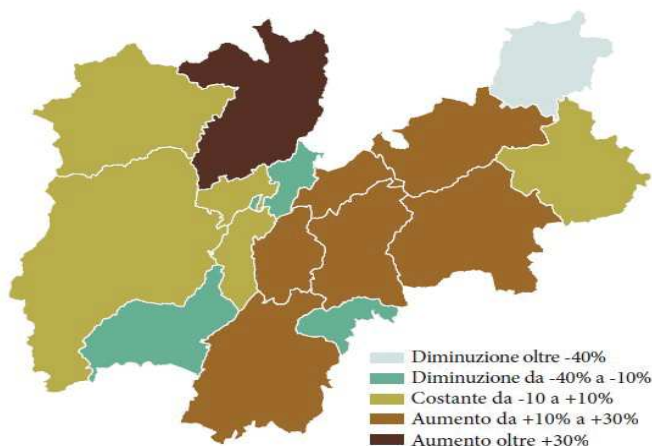 Diminuzione oltre -40%
Diminuzione da -40% a -10%
Costante da -10 a +10%
Aumento da +10% a +30%
Aumento oltre +30%